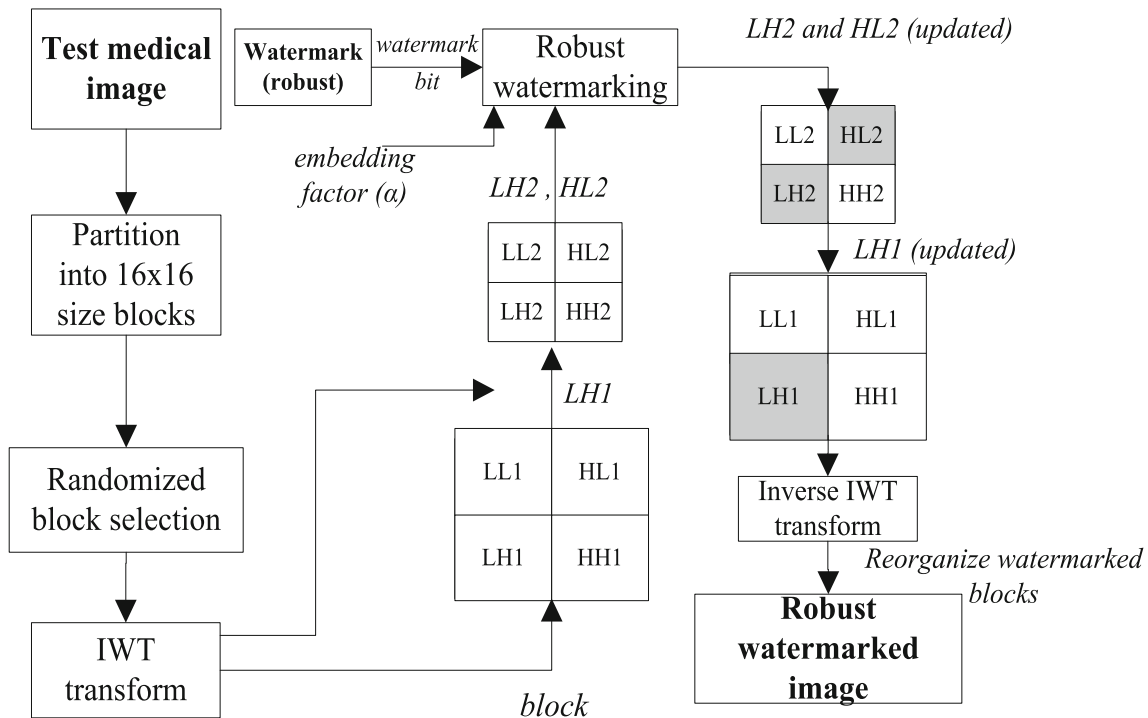 Test medical
image
Partition
into 16x16
size blocks
Randomized
block selection
IWT
transform
Watermark
(robust)
watermark
bit
embedding
factor (α)
Robust
watermarking
LH2 , HL2
LL2 HL2
LH2 HH2
LH1
LL1 HL1
LH1 HH1
block
LH2 and HL2 (updated)
LL2 HL2
LH2 HH2
LH1 (updated)
LL1 HL1
LH1 HH1
Inverse IWT
transform
Reorganize watermarked
blocks
Robust
watermarked
image